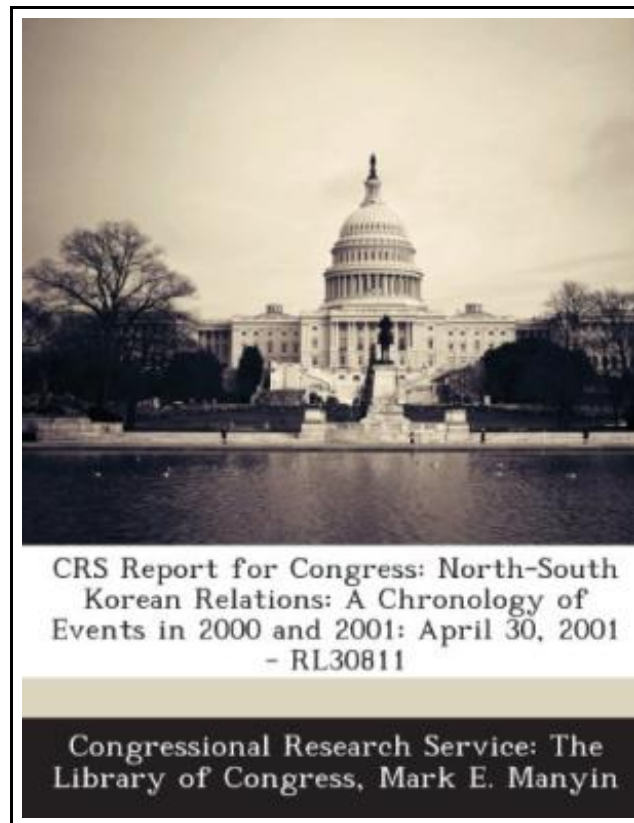 CRS Report for Congress: North-South
Korean Relations: A Chronology of
Events in 2000 and 2001: April 30, 2001
- RL30811
Congressional Research Service: The
Library of Congress, Mark E. Manyin